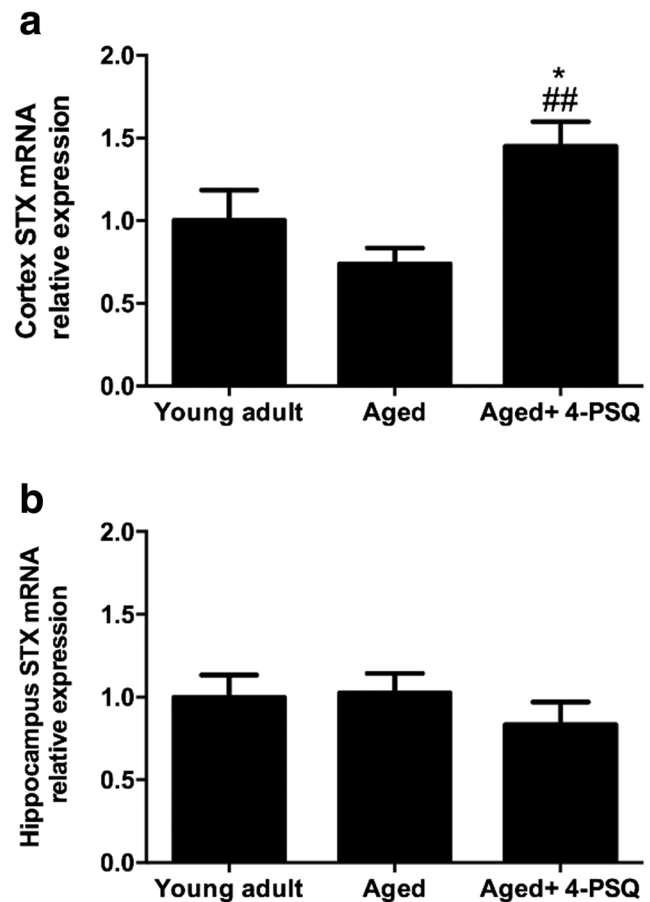 a
Cortex STX mRNA
relative expression
2.0
1.5
1.0
0.5
0.0
*
##
Young adult
Aged
Aged+ 4-PSQ
b
Hippocampus STX mRNA
relative expression
2.0
1.5
1.0
0.5
0.0
Young adult
Aged
Aged+ 4-PSQ